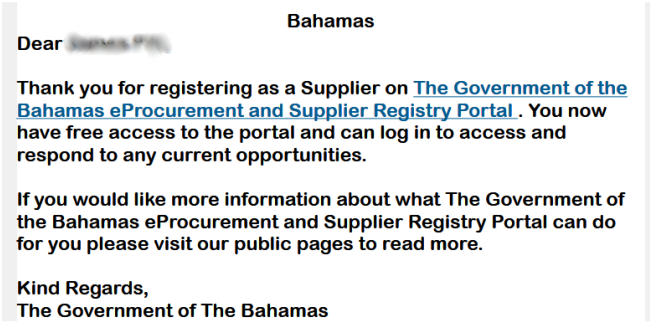 Bahamas
Dear
Thank you for registering as a Supplier on The Government of the
Bahamas eProcurement and Supplier Registry Portal . You now
have free access to the portal and can log in to access and
respond to any current opportunities.
If you would like more information about what The Government of
the Bahamas eProcurement and Supplier Registry Portal can do
for you please visit our public pages to read more.
Kind Regards,
The Government of The Bahamas